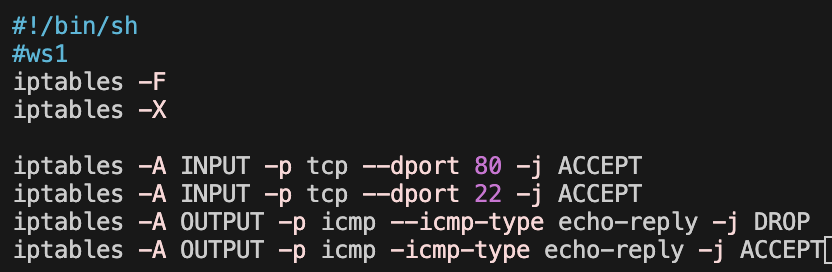 #!/bin/sh
#ws1
iptables -F
iptables -X
iptables -A INPUT -p tcp --dport 80 -j ACCEPT
iptables -A INPUT -p tcp --dport 22 -j ACCEPT
iptables -A OUTPUT -p icmp --icmp-type echo-reply -j DROP
iptables -A OUTPUT -p icmp -icmp-type echo-reply -j ACCEPT